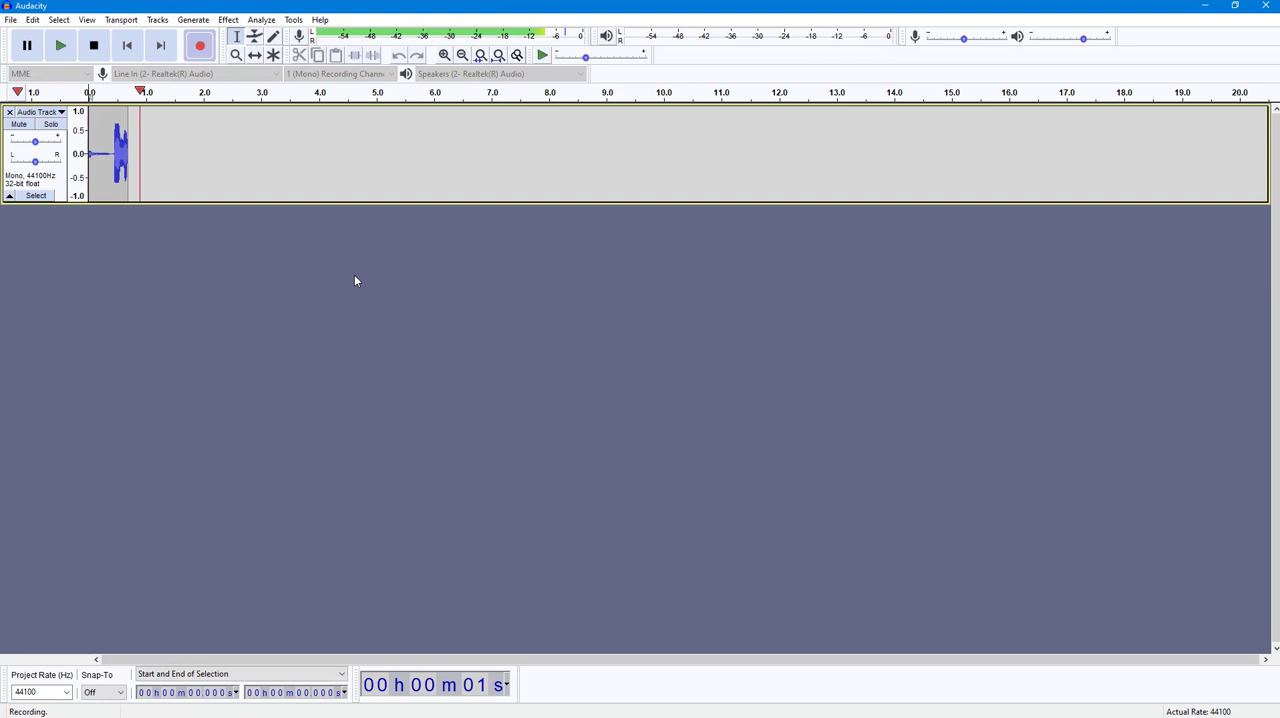 Audacity
File Edit Select View Transport Tracks Generate Effect Analyze Tools Help
L R -54 -48 -42 -36 -30 -24 -18 -12 -6 0 L R -54 -48 -42 -36 -30 -24 -18 -12 -6 0
MME Line In (2- Realtek(R) Audio) 1 (Mono) Recording Chann Speakers (2- Realtek(R) Audio)
1.0 0.0 1.0 2.0 3.0 4.0 5.0 6.0 7.0 8.0 9.0 10.0 11.0 12.0 13.0 14.0 15.0 16.0 17.0 18.0 19.0 20.0
Audio Track 1.0
Mute Solo 0.5
- +
L R 0.0
Mono, 44100Hz -0.5
32-bit float
Select -1.0
Project Rate (Hz) Snap-To Start and End of Selection
44100 Off 00 h 00 m 00.000 s 00 h 00 m 00.000 s 00 h 00 m 01 s
Recording. Actual Rate: 44100